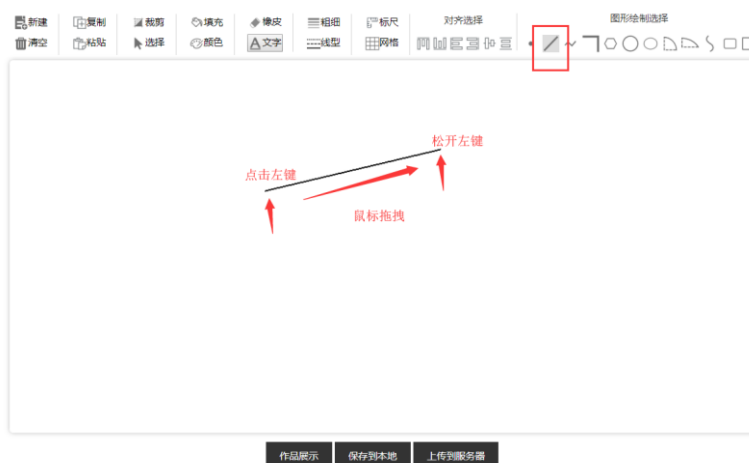 新建 复制 裁剪 填充 橡皮 粗细 标尺 对齐选择 图形绘制选择
清空 粘贴 选择 颜色 A文字 线型 网格
松开左键
点击左键
鼠标拖拽
作品展示 保存到本地 上传到服务器